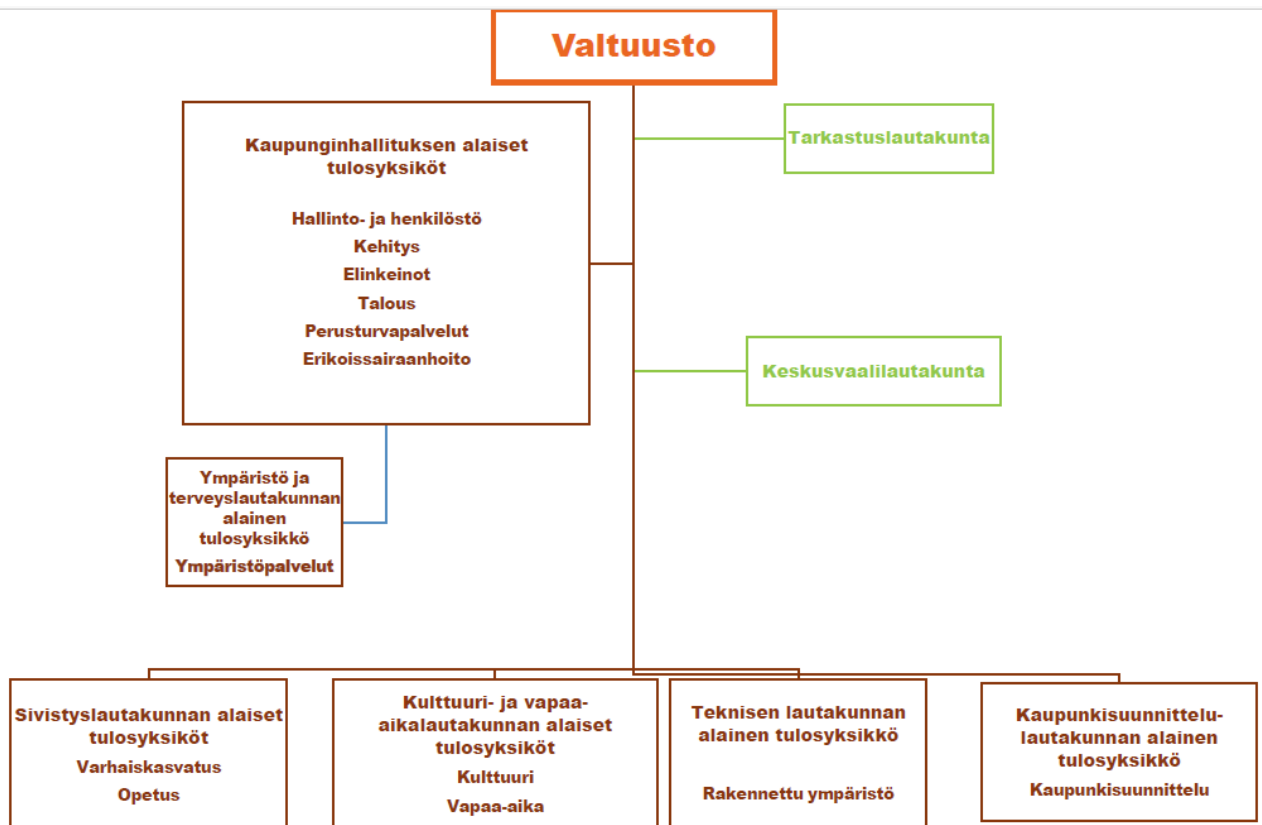 Valtuusto
Kaupunginhallituksen alaiset
tulosyksiköt
Hallinto- ja henkilöstö
Kehitys
Elinkeinot
Talous
Perusturvapalvelut
Erikoissairaanhoito
Tarkastuslautakunta
Keskusvaalilautakunta
Ympäristö ja
terveyslautakunnan
alainen
tulosyksikkö
Ympäristöpalvelut
Sivistyslautakunnan alaiset
tulosyksiköt
Varhaiskasvatus
Opetus
Kulttuuri- ja vapaa-
aikalautakunnan alaiset
tulosyksiköt
Kulttuuri
Vapaa-aika
Teknisen lautakunnan
alainen tulosyksikkö
Rakennettu ympäristö
Kaupunkisuunnittelu-
lautakunnan alainen
tulosyksikkö
Kaupunkisuunnittelu